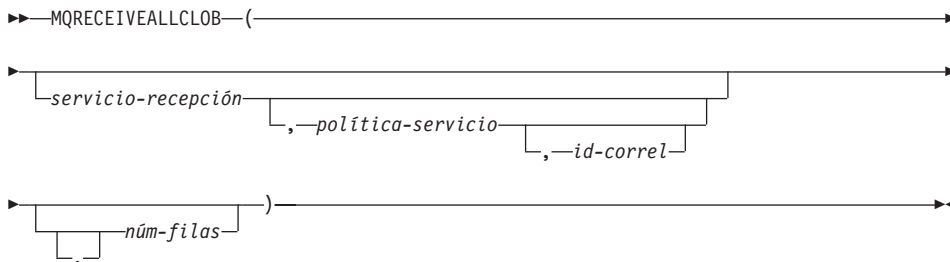 MQRECEIVEALLCLOB (
servicio-recepción
, política-servicio
, id-correl
)
núm-filas
,